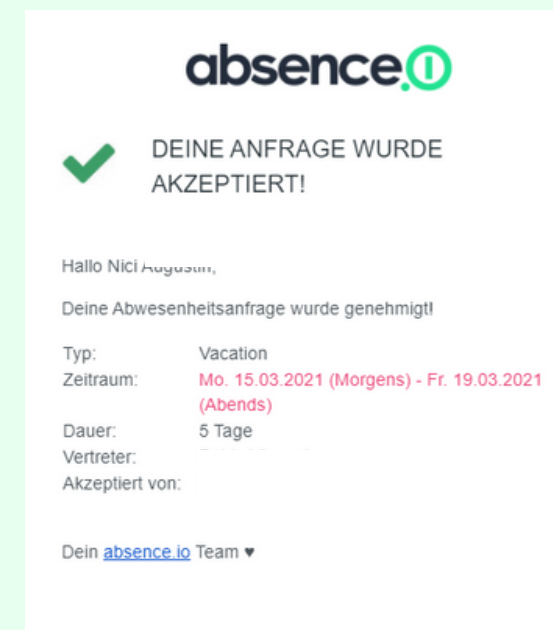 absence.io
DEINE ANFRAGE WURDE
AKZEPTIERT!
Hallo Nici
Deine Abwesenheitsanfrage wurde genehmigt!
Typ: Vacation
Zeitraum: Mo. 15.03.2021 (Morgens) - Fr. 19.03.2021
(Abends)
Dauer: 5 Tage
Vertreter:
Akzeptiert von:
Dein absence.io Team ♥